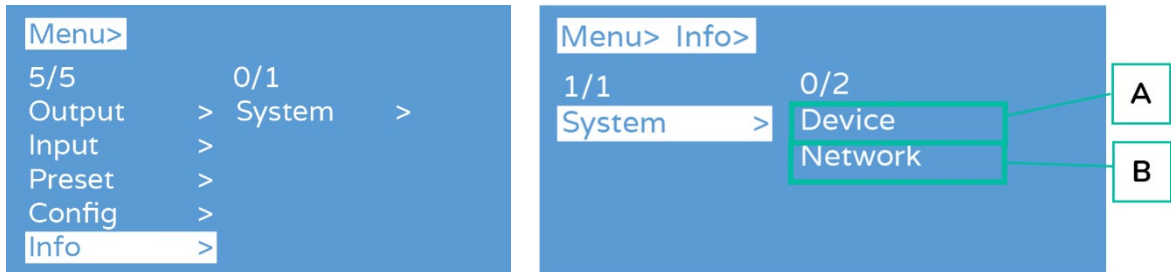 Menu>
5/5 0/1
Output > System >
Input >
Preset >
Config >
Info >
Menu> Info>
1/1 0/2
System > Device
Network
A
B